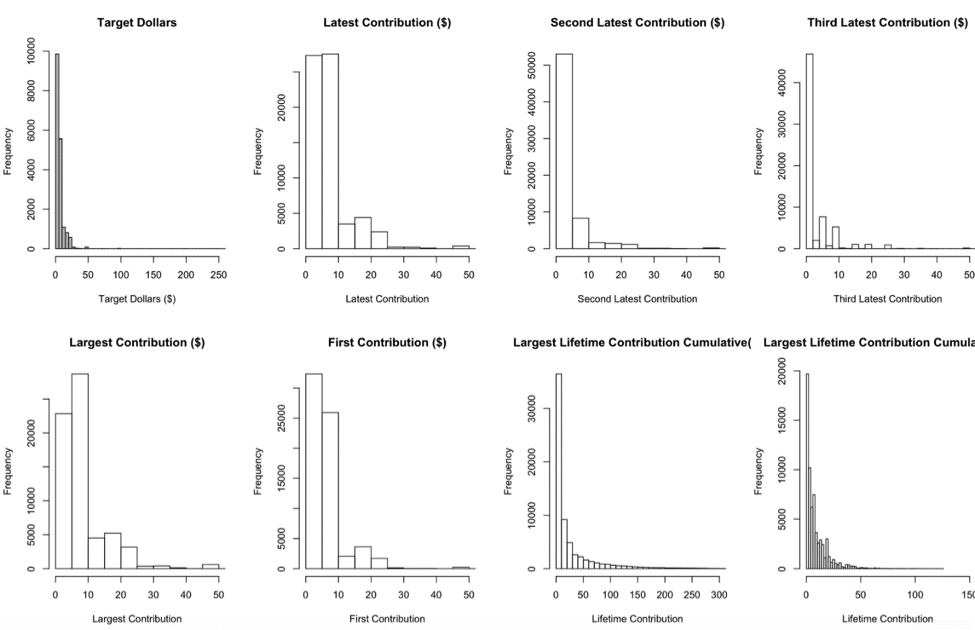 Target Dollars
Frequency
0 2000 4000 6000 8000 10000
0 50 100 150 200 250
Target Dollars ($)
Latest Contribution ($)
Frequency
0 5000 10000 20000
0 10 20 30 40 50
Latest Contribution
Second Latest Contribution ($)
Frequency
0 10000 20000 30000 40000 50000
0 10 20 30 40 50
Second Latest Contribution
Third Latest Contribution ($)
Frequency
0 10000 20000 30000 40000
0 10 20 30 40 50
Third Latest Contribution
Largest Contribution ($)
Frequency
0 5000 10000 20000
0 10 20 30 40 50
Largest Contribution
First Contribution ($)
Frequency
0 5000 15000 25000
0 10 20 30 40 50
First Contribution
Largest Lifetime Contribution Cumulative(
Frequency
0 10000 20000 30000
0 50 100 150 200 250 300
Lifetime Contribution
Largest Lifetime Contribution Cumula
Frequency
0 5000 10000 15000 20000
0 50 100 150
Lifetime Contribution